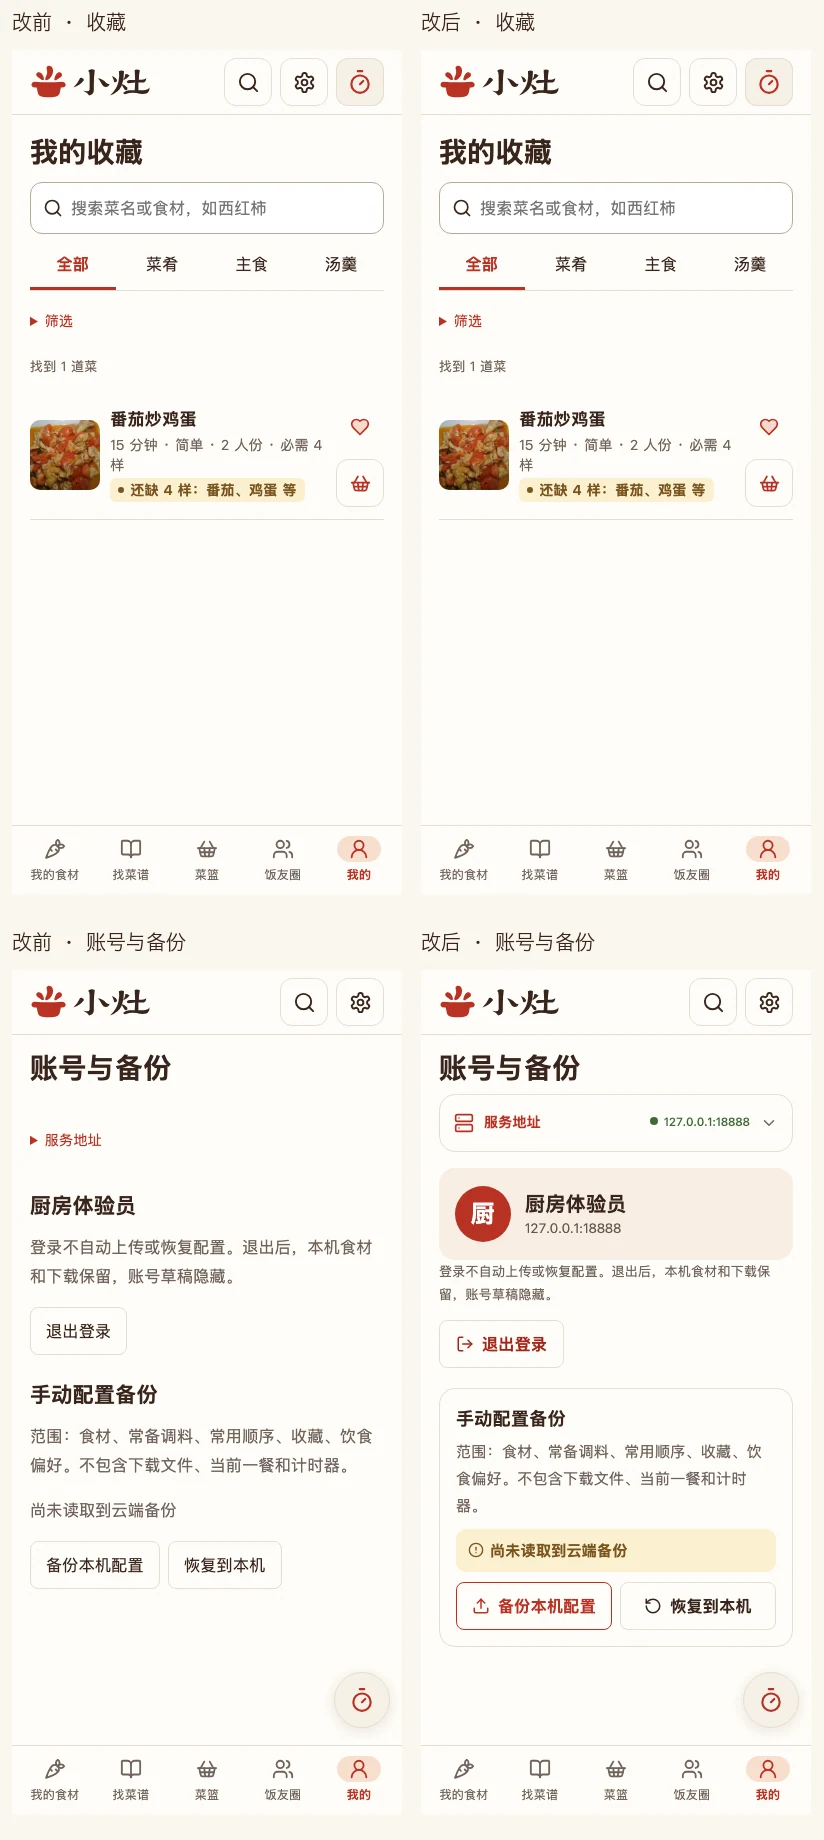 改前 · 收藏
小灶
我的收藏
搜索菜名或食材，如西红柿
全部 菜肴 主食 汤羹
筛选
找到 1 道菜
番茄炒鸡蛋
15 分钟 · 简单 · 2 人份 · 必需 4
样
还缺 4 样：番茄、鸡蛋 等
我的食材 找菜谱 菜篮 饭友圈 我的
改后 · 收藏
小灶
我的收藏
搜索菜名或食材，如西红柿
全部 菜肴 主食 汤羹
筛选
找到 1 道菜
番茄炒鸡蛋
15 分钟 · 简单 · 2 人份 · 必需 4
样
还缺 4 样：番茄、鸡蛋 等
我的食材 找菜谱 菜篮 饭友圈 我的
改前 · 账号与备份
小灶
账号与备份
服务地址
厨房体验员
登录不自动上传或恢复配置。退出后，本机食材
和下载保留，账号草稿隐藏。
退出登录
手动配置备份
范围：食材、常备调料、常用顺序、收藏、饮食
偏好。不包含下载文件、当前一餐和计时器。
尚未读取到云端备份
备份本机配置 恢复到本机
我的食材 找菜谱 菜篮 饭友圈 我的
改后 · 账号与备份
小灶
账号与备份
服务地址 127.0.0.1:18888
厨 厨房体验员
127.0.0.1:18888
登录不自动上传或恢复配置。退出后，本机食材和下载保
留，账号草稿隐藏。
退出登录
手动配置备份
范围：食材、常备调料、常用顺序、收藏、饮
食偏好。不包含下载文件、当前一餐和计时
器。
尚未读取到云端备份
备份本机配置 恢复到本机
我的食材 找菜谱 菜篮 饭友圈 我的